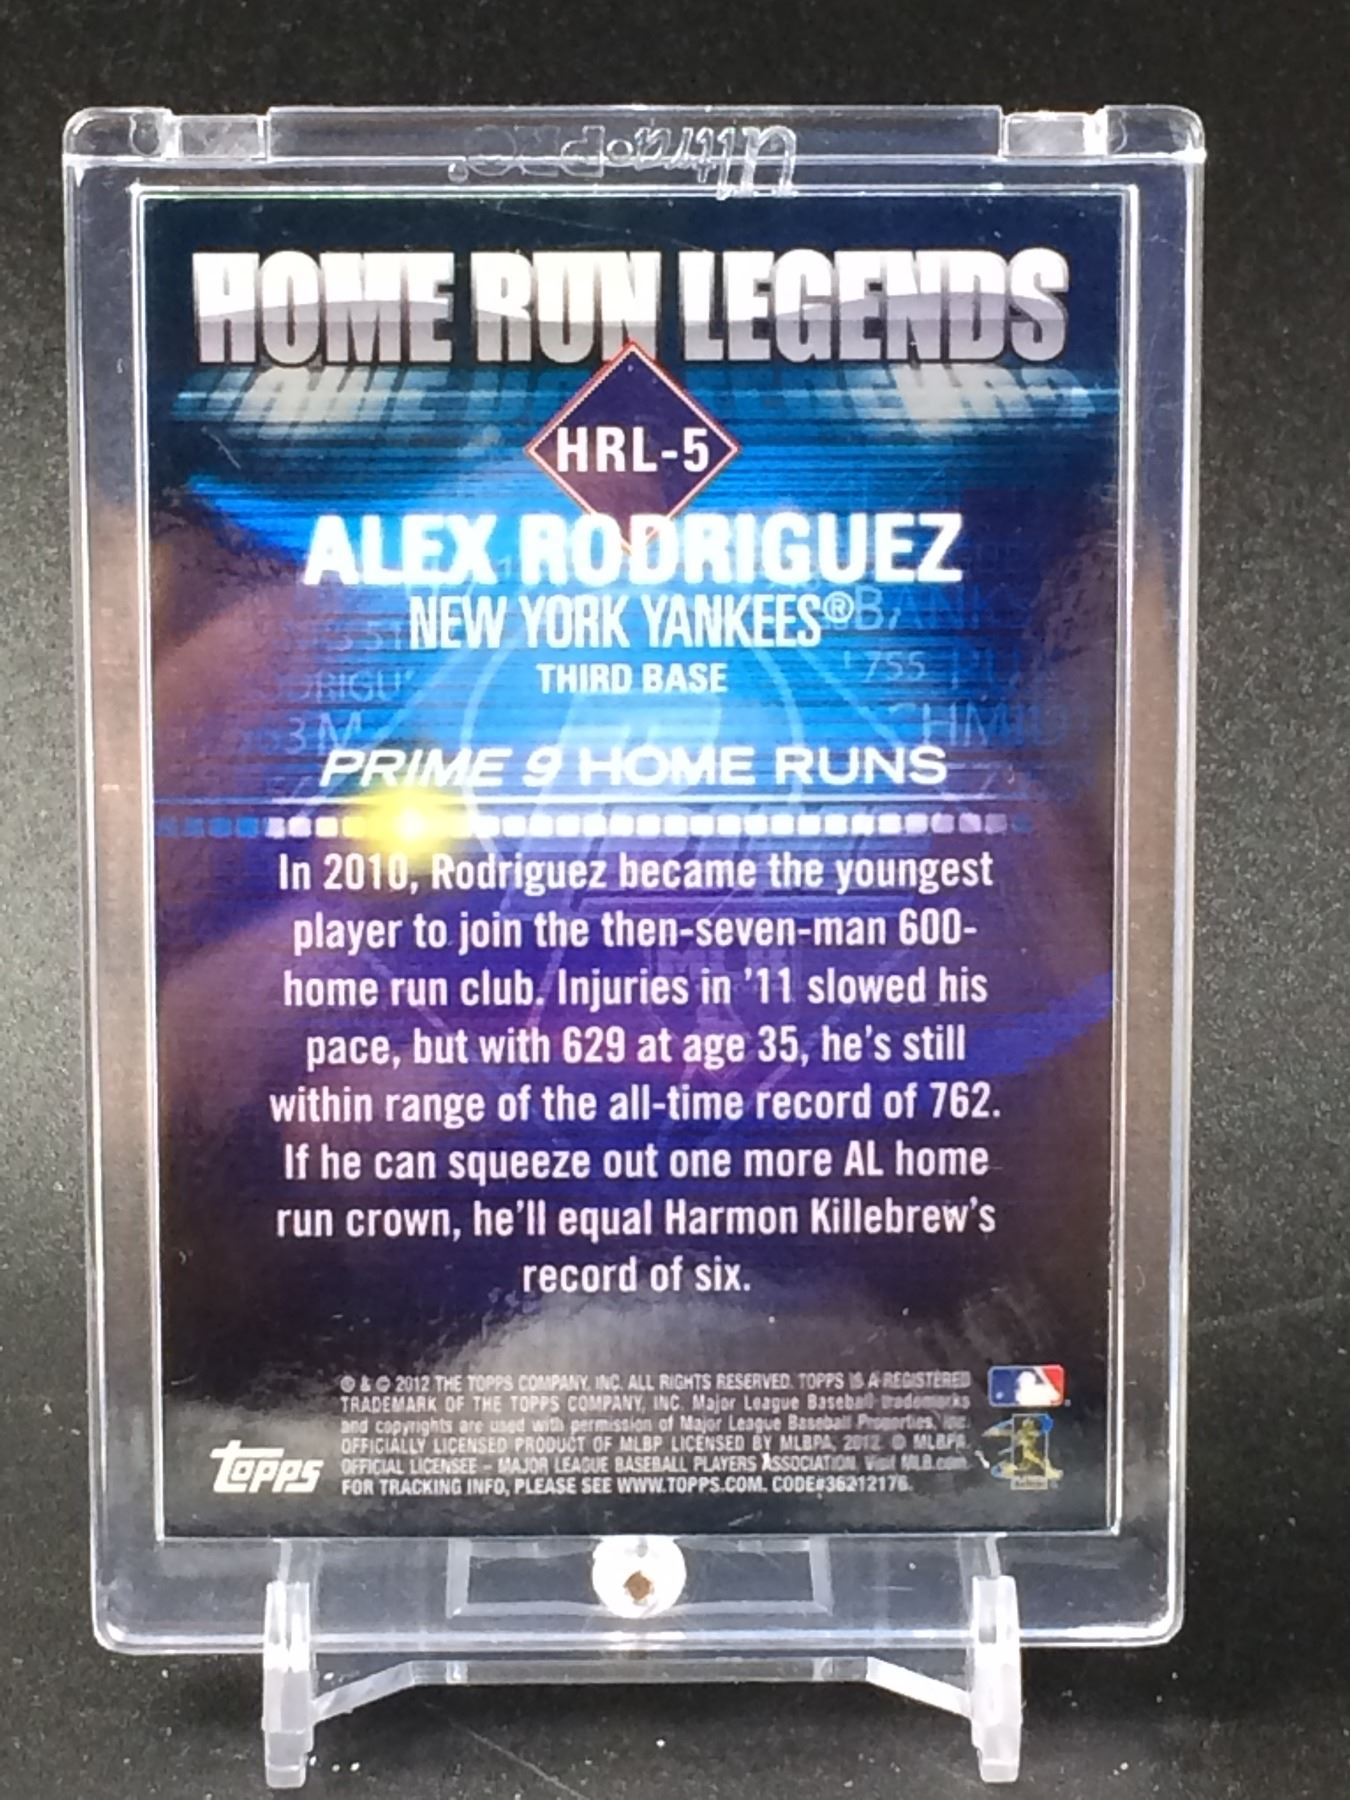 ultra•PRO®
HOME RUN LEGENDS
HRL-5
ALEX RODRIGUEZ
NEW YORK YANKEES®
THIRD BASE
PRIME 9 HOME RUNS
In 2010, Rodriguez became the youngest
player to join the then-seven-man 600-
home run club. Injuries in '11 slowed his
pace, but with 629 at age 35, he's still
within range of the all-time record of 762.
If he can squeeze out one more AL home
run crown, he'll equal Harmon Killebrew's
record of six.
® & © 2012 THE TOPPS COMPANY, INC. ALL RIGHTS RESERVED. TOPPS IS A REGISTERED
TRADEMARK OF THE TOPPS COMPANY, INC. Major League Baseball trademarks
and copyrights are used with permission of Major League Baseball Properties, Inc.
OFFICIALLY LICENSED PRODUCT OF MLBP LICENSED BY MLBPA, 2012 © MLBPA
OFFICIAL LICENSEE – MAJOR LEAGUE BASEBALL PLAYERS ASSOCIATION. Visit MLB.com.
FOR TRACKING INFO, PLEASE SEE WWW.TOPPS.COM. CODE#36212176.
topps